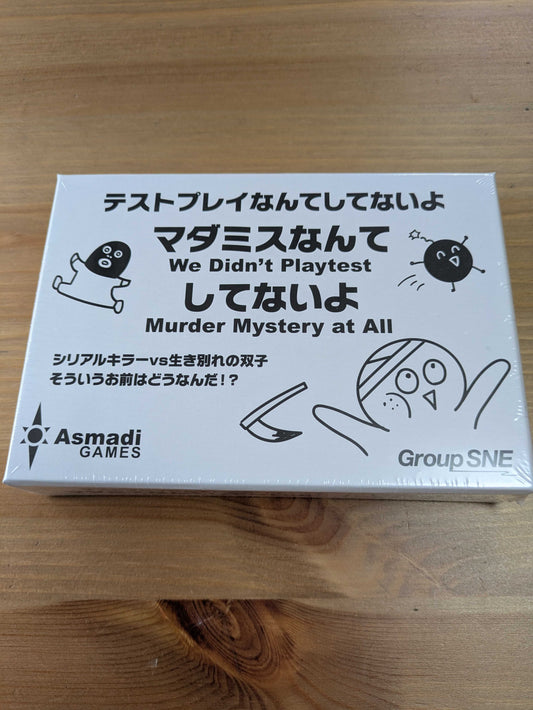 テストプレイなんてしてないよ
マダミスなんて
We Didn't Playtest
してないよ
Murder Mystery at All
シリアルキラーvs生き別れの双子
そういうお前はどうなんだ!?
Asmadi
GAMES
Group SNE